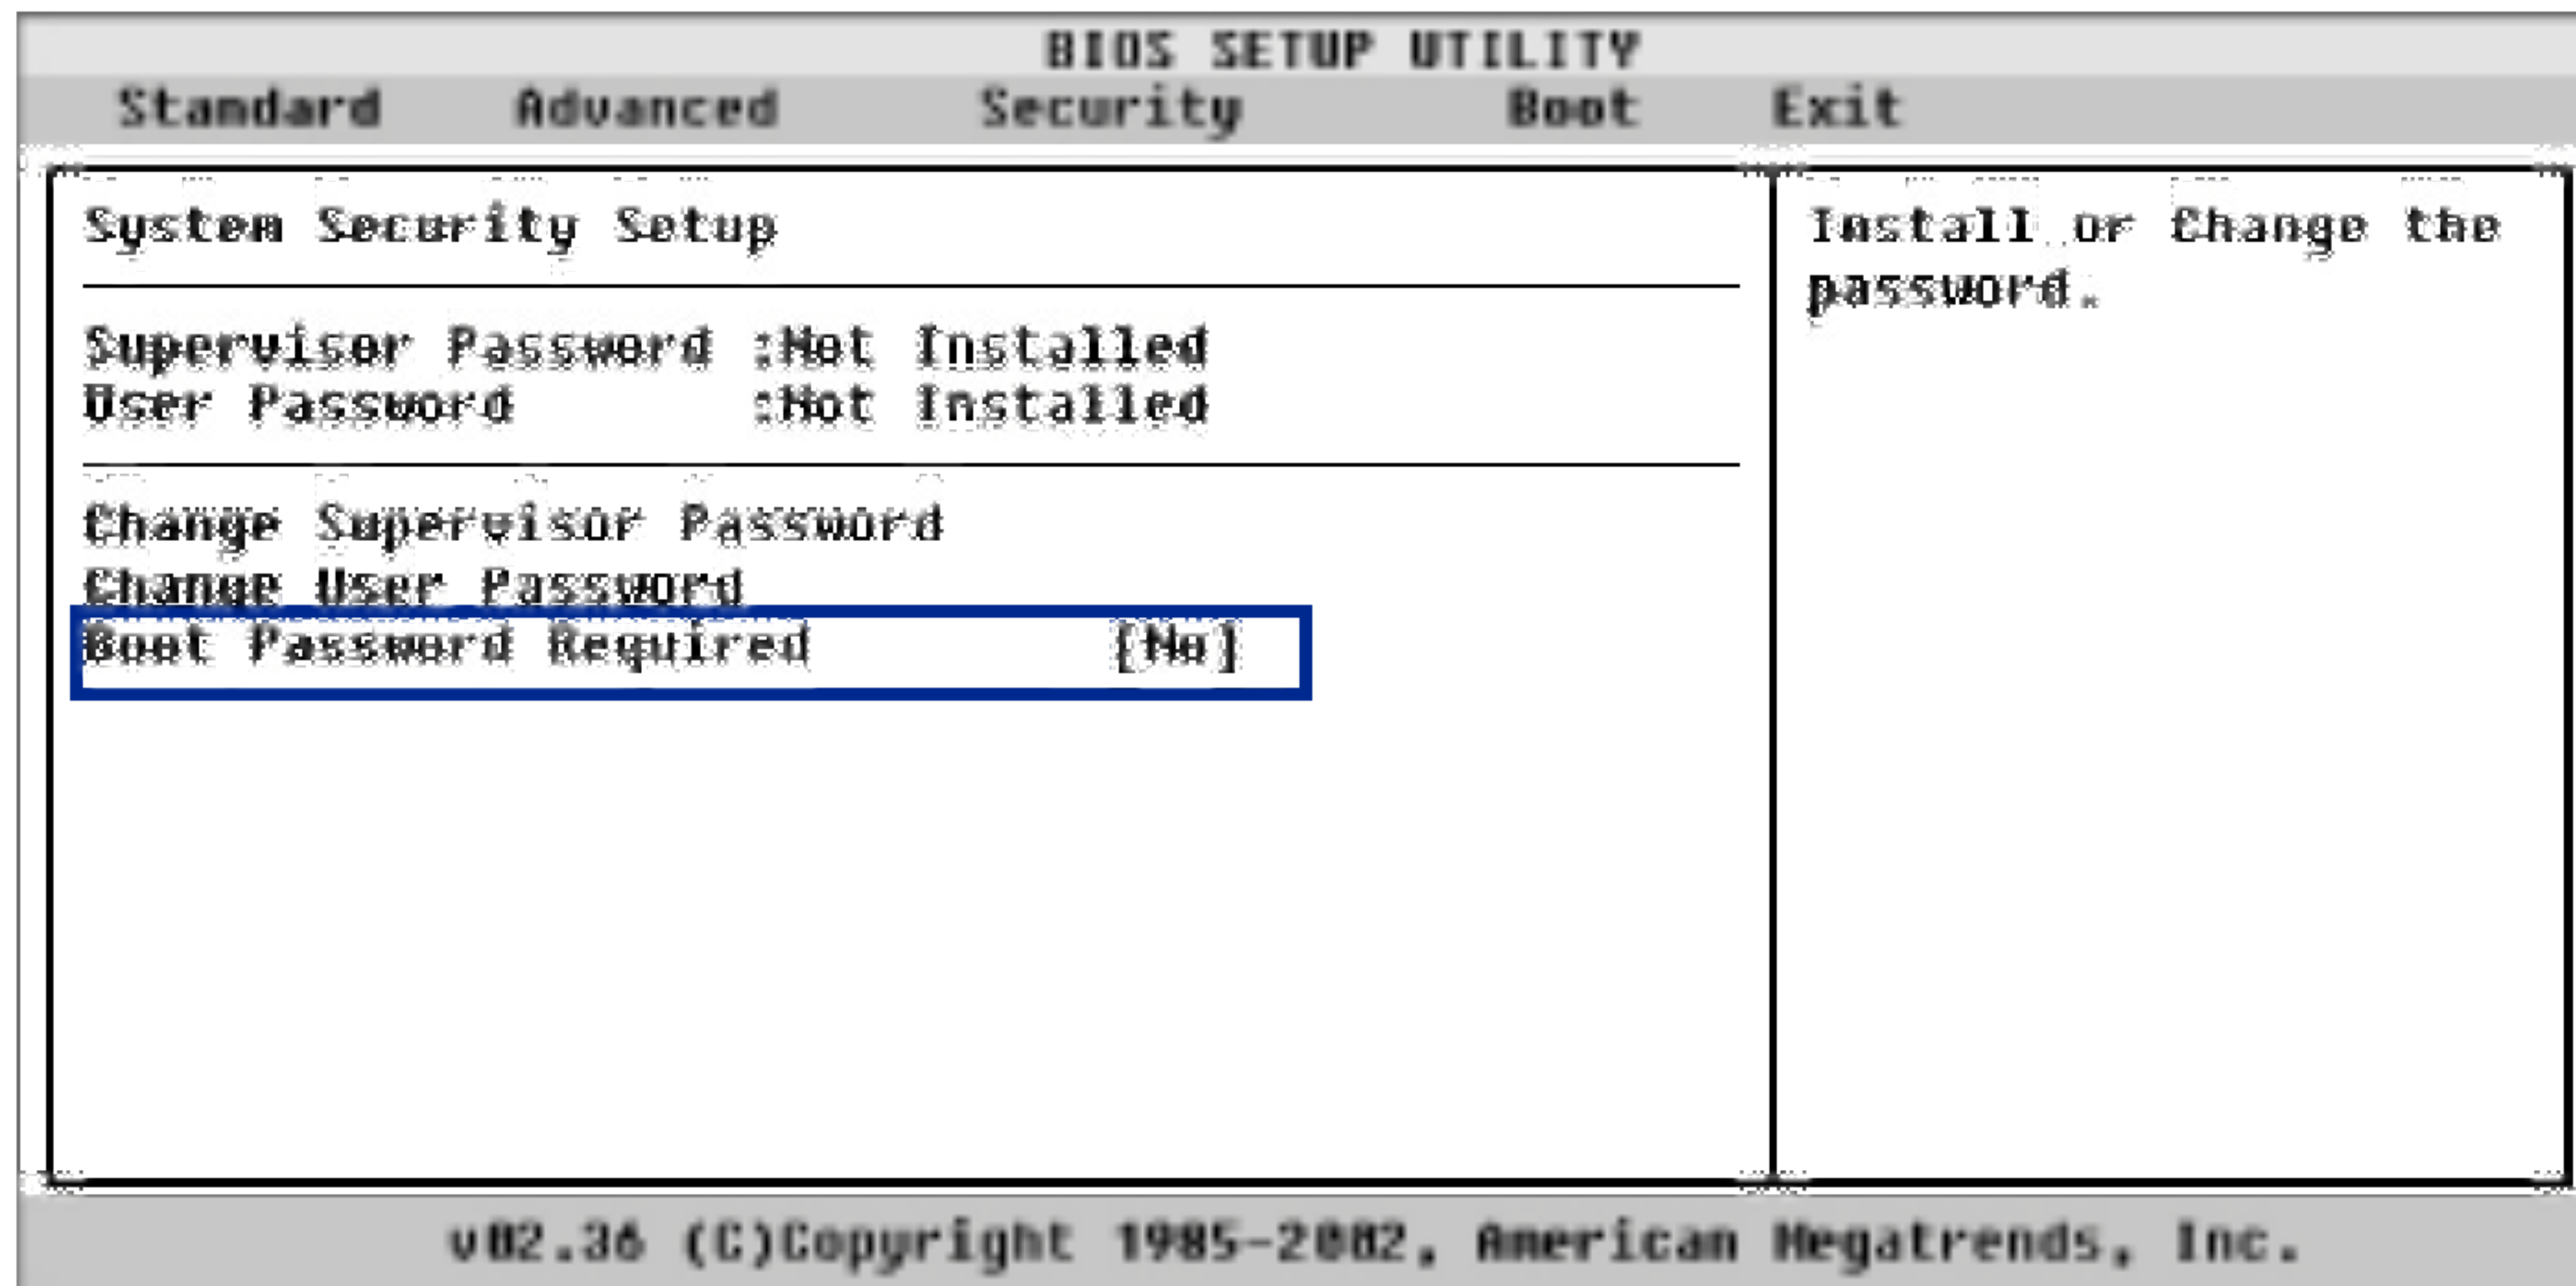 BIOS SETUP UTILITY
Standard Advanced Security Boot Exit
System Security Setup
Supervisor Password :Not Installed
User Password :Not Installed
Change Supervisor Password
Change User Password
Boot Password Required [No]
Install or Change the
password.
v02.36 (C)Copyright 1985-2002, American Megatrends, Inc.